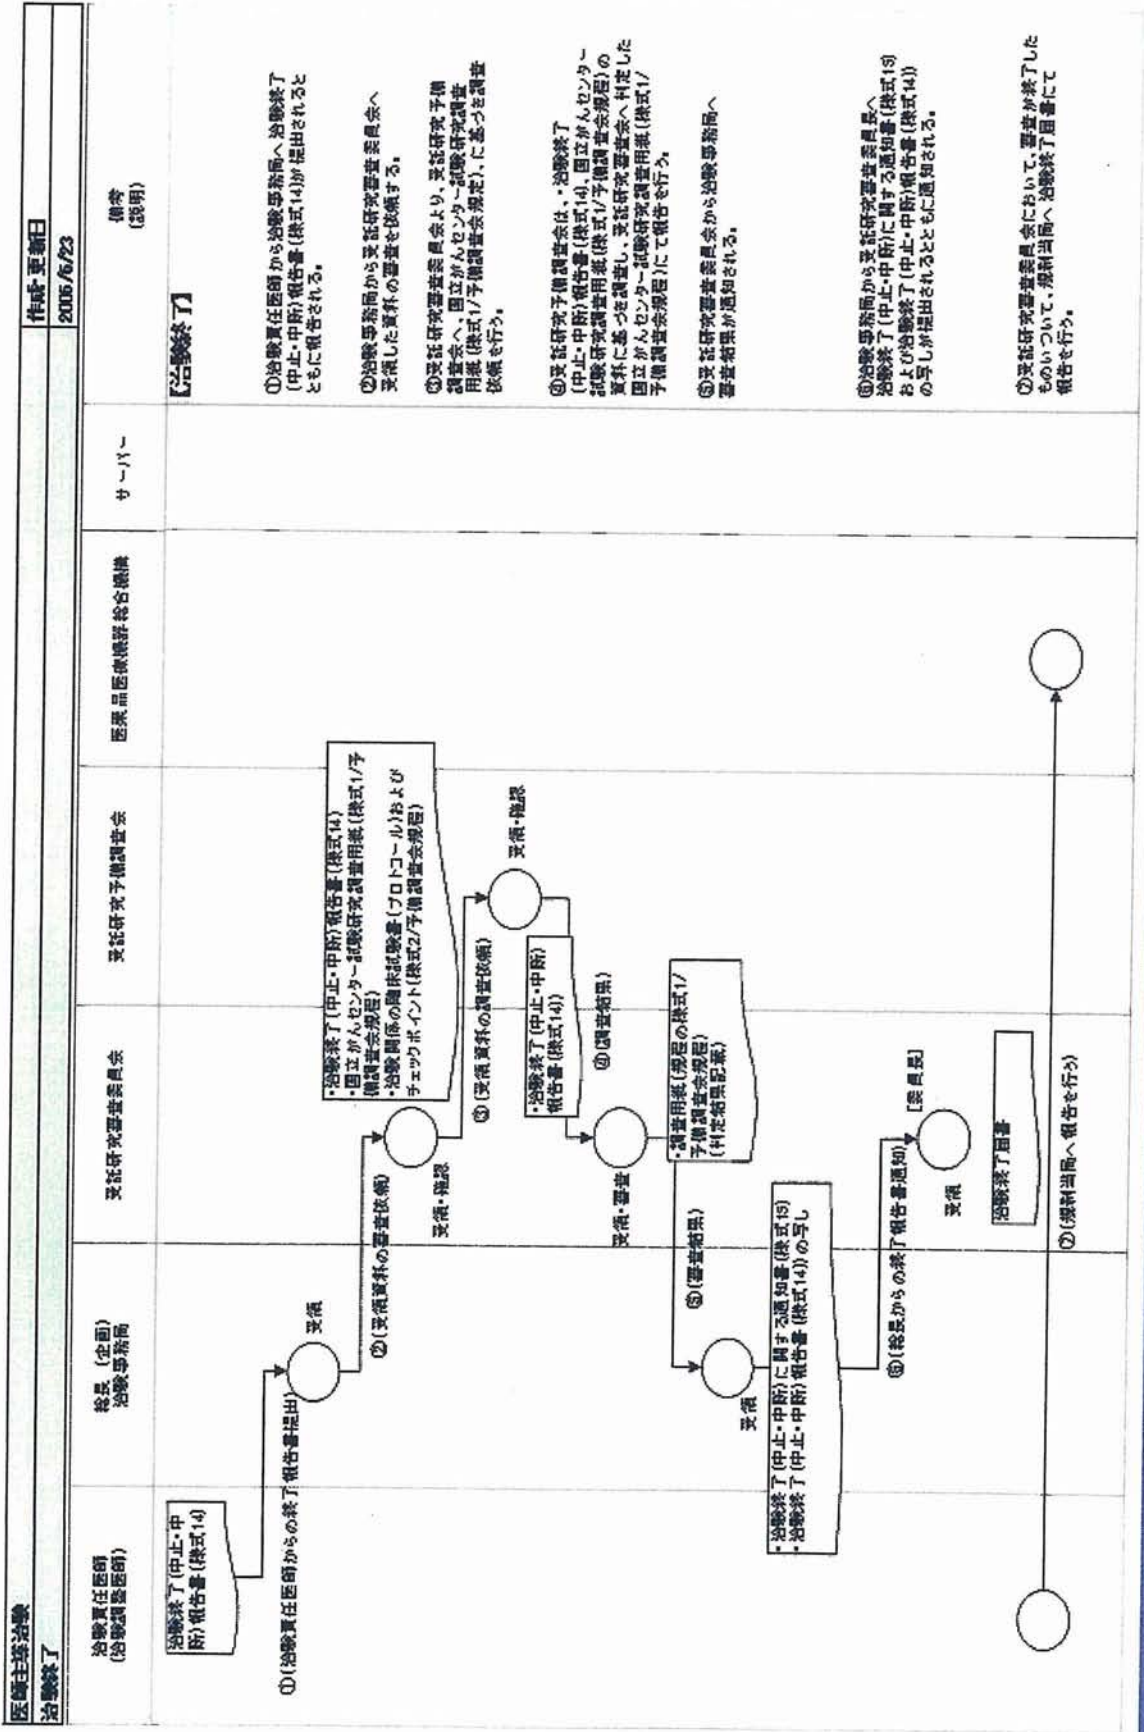 医師主導治験
治験終了
作成・更新日
2006/6/23
治験責任医師
(治験調整医師)
総長 (企画)
治験事務局
受託研究審査委員会
受託研究予備調査会
医薬品医療機器総合機構
サーバー
備考
(説明)
治験終了(中止・中
断)報告書(様式14)
①(治験責任医師からの終了報告書提出)
受領
②(受領資料の審査依頼)
受領・確認
・治験終了(中止・中断)報告書(様式14)
・国立がんセンター試験研究調査用紙(様式1/予
備調査会規程)
・治験関係の臨床試験書(プロトコール)および
チェックポイント(様式2/予備調査会規程)
③(受領資料の調査依頼)
受領・確認
・治験終了(中止・中断)
報告書(様式14))
④(調査結果)
受領・審査
・調査用紙(規程の様式1/
予備調査会規程)
(判定結果記載)
⑤(審査結果)
受領
・治験終了(中止・中断)に関する通知書(様式15)
・治験終了(中止・中断)報告書(様式14))の写し
⑥(総長からの終了報告書通知)
[委員長]
受領
治験終了届書
⑦(規制当局へ報告を行う)
【治験終了】
①治験責任医師から治験事務局へ治験終了
(中止・中断)報告書(様式14)が提出されると
ともに報告される。
②治験事務局から受託研究審査委員会へ
受領した資料の審査を依頼する。
③受託研究審査委員会より、受託研究予備
調査会へ、国立がんセンター試験研究調査
用紙(様式1/予備調査会規定)、に基づき調査
依頼を行う。
④受託研究予備調査会は、・治験終了
(中止・中断)報告書(様式14)、国立がんセンター
試験研究調査用紙(様式1/予備調査会規程)の
資料に基づき調査し、受託研究審査会へ判定した
国立がんセンター試験研究調査用紙(様式1/
予備調査会規程)にて報告を行う。
⑤受託研究審査委員会から治験事務局へ
審査結果が通知される。
⑥治験事務局から受託研究審査委員長へ
治験終了(中止・中断)に関する通知書(様式15)
および治験終了(中止・中断)報告書(様式14))
の写しが提出されるとともに通知される。
⑦受託研究審査委員会において、審査が終了した
ものいついて、規制当局へ治験終了届書にて
報告を行う。